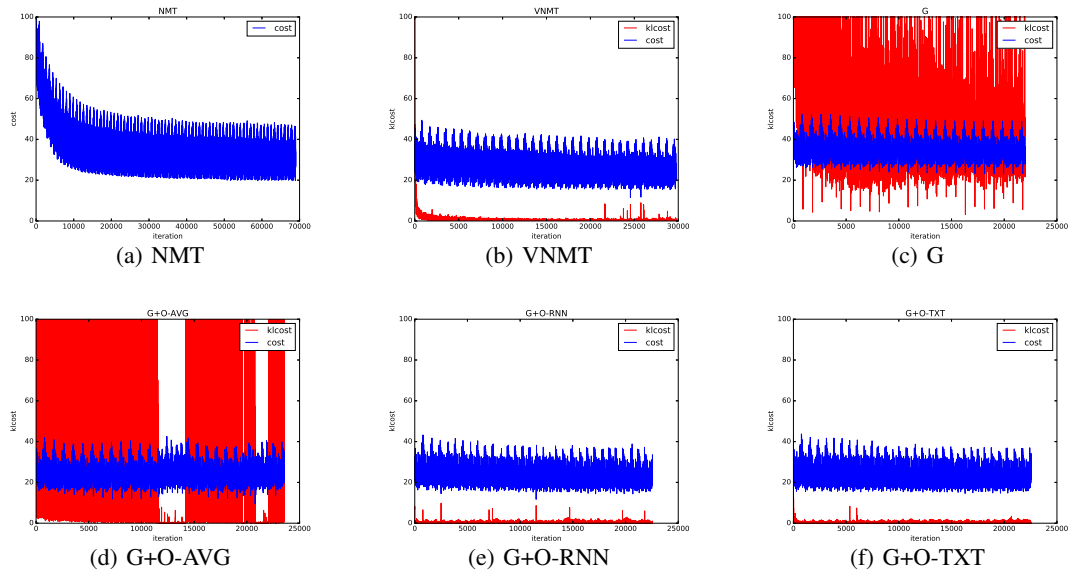 NMT
cost
100
80
60
40
20
0
cost
0 10000 20000 30000 40000 50000 60000 70000
iteration
(a) NMT
VNMT
klcost
cost
100
80
60
40
20
0
klcost
0 5000 10000 15000 20000 25000 30000
iteration
(b) VNMT
G
klcost
cost
100
80
60
40
20
0
klcost
0 5000 10000 15000 20000 25000
iteration
(c) G
G+O-AVG
klcost
cost
100
80
60
40
20
0
klcost
0 5000 10000 15000 20000 25000
iteration
(d) G+O-AVG
G+O-RNN
klcost
cost
100
80
60
40
20
0
klcost
0 5000 10000 15000 20000 25000
iteration
(e) G+O-RNN
G+O-TXT
klcost
cost
100
80
60
40
20
0
klcost
0 5000 10000 15000 20000 25000
iteration
(f) G+O-TXT